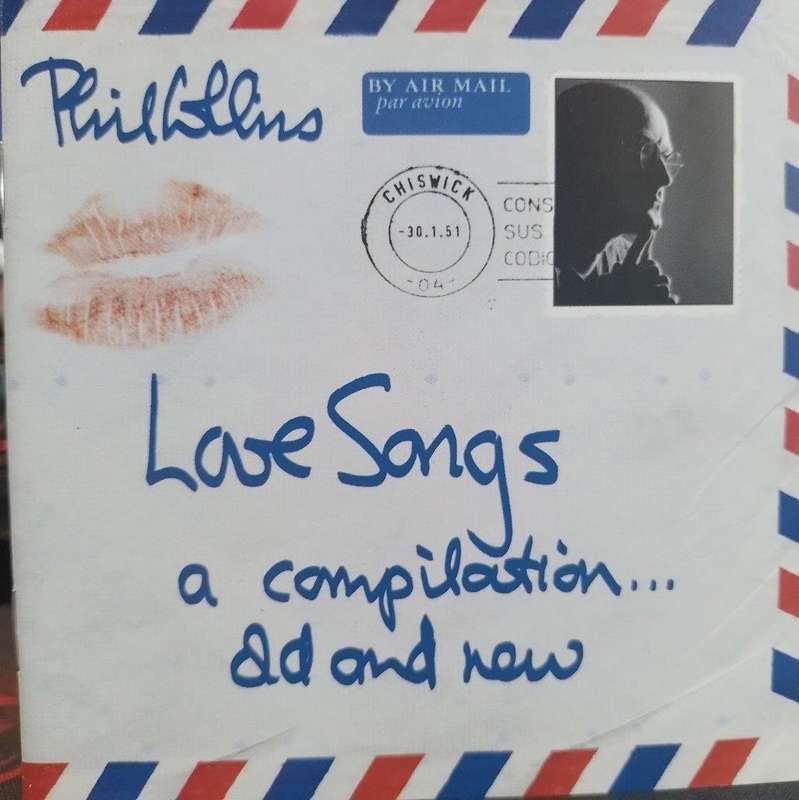 Phil Collins
BY AIR MAIL
par avion
CHISWICK
-30.1.51
-04-
CONS
SUS
CODIC
Love Songs
a compilation...
old and new